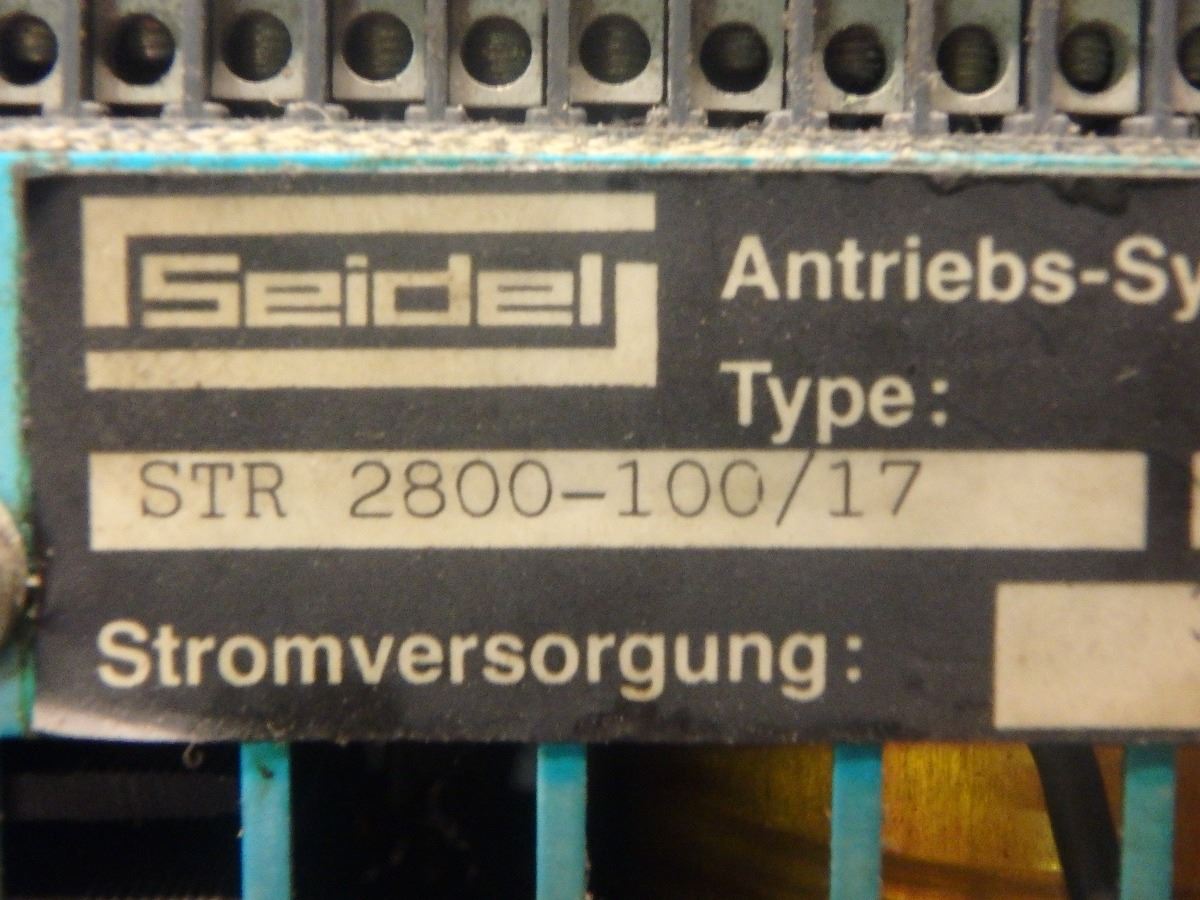 Seidel
Antriebs-Sy
Type:
STR 2800-100/17
Stromversorgung: